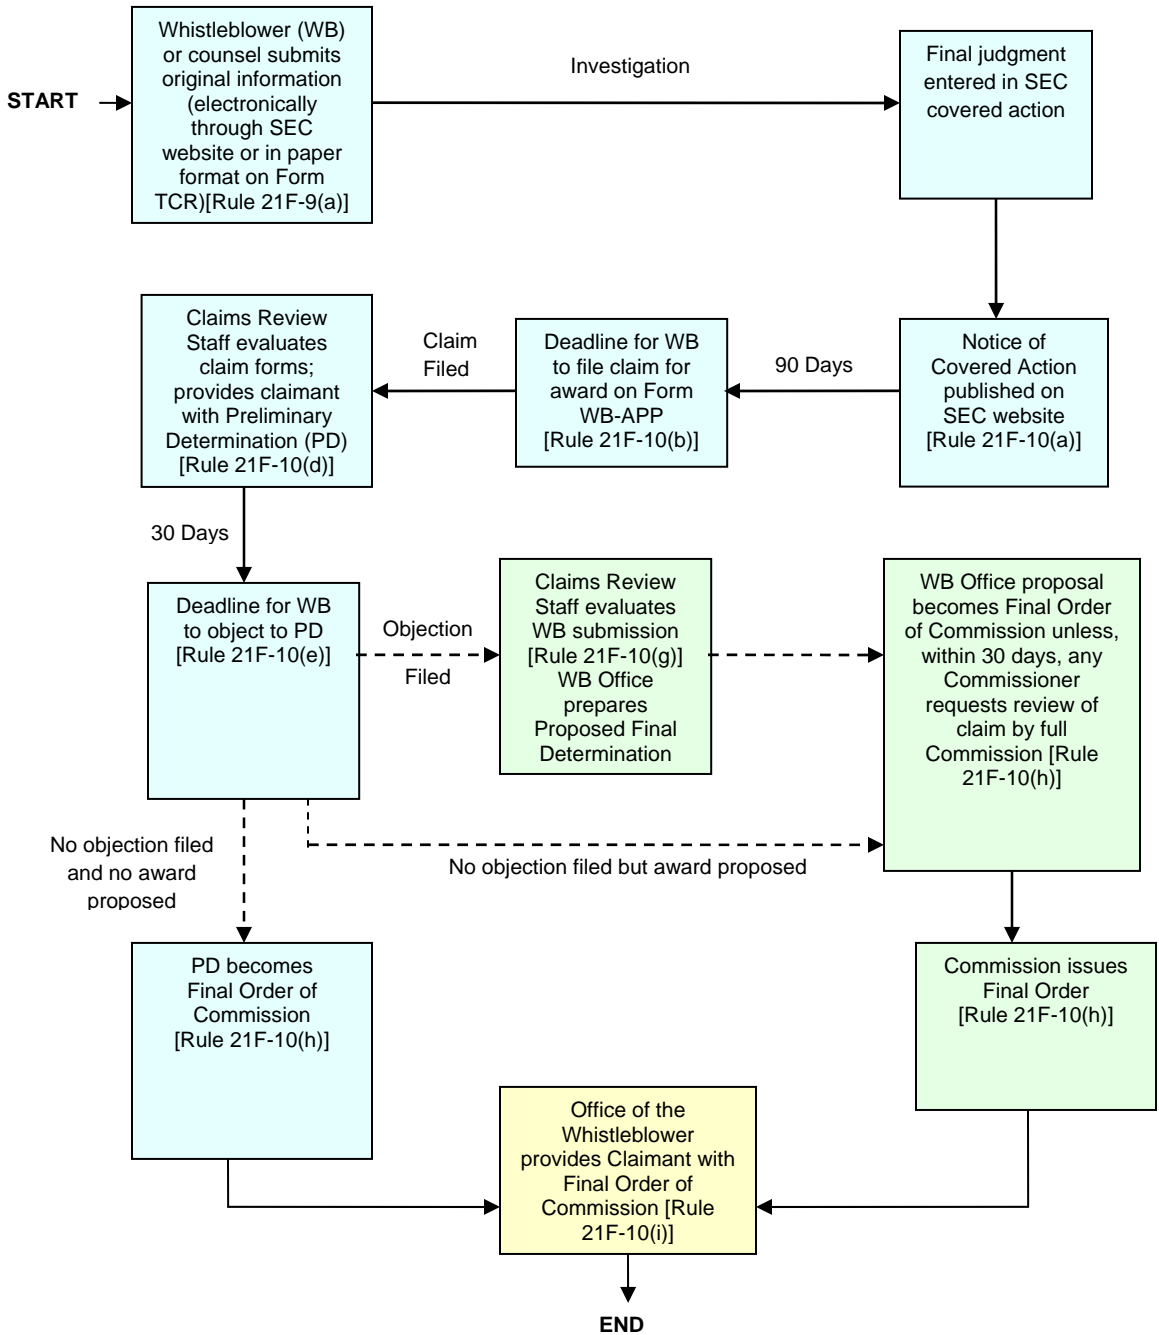 START
Whistleblower (WB)
or counsel submits
original information
(electronically
through SEC
website or in paper
format on Form
TCR)[Rule 21F-9(a)]
Investigation
Final judgment
entered in SEC
covered action
Notice of
Covered Action
published on
SEC website
[Rule 21F-10(a)]
90 Days
Deadline for WB
to file claim for
award on Form
WB-APP
[Rule 21F-10(b)]
Claim
Filed
Claims Review
Staff evaluates
claim forms;
provides claimant
with Preliminary
Determination (PD)
[Rule 21F-10(d)]
30 Days
Deadline for WB
to object to PD
[Rule 21F-10(e)]
Objection
Filed
Claims Review
Staff evaluates
WB submission
[Rule 21F-10(g)]
WB Office
prepares
Proposed Final
Determination
WB Office proposal
becomes Final Order
of Commission unless,
within 30 days, any
Commissioner
requests review of
claim by full
Commission [Rule
21F-10(h)]
No objection filed
and no award
proposed
No objection filed but award proposed
PD becomes
Final Order of
Commission
[Rule 21F-10(h)]
Commission issues
Final Order
[Rule 21F-10(h)]
Office of the
Whistleblower
provides Claimant with
Final Order of
Commission [Rule
21F-10(i)]
END